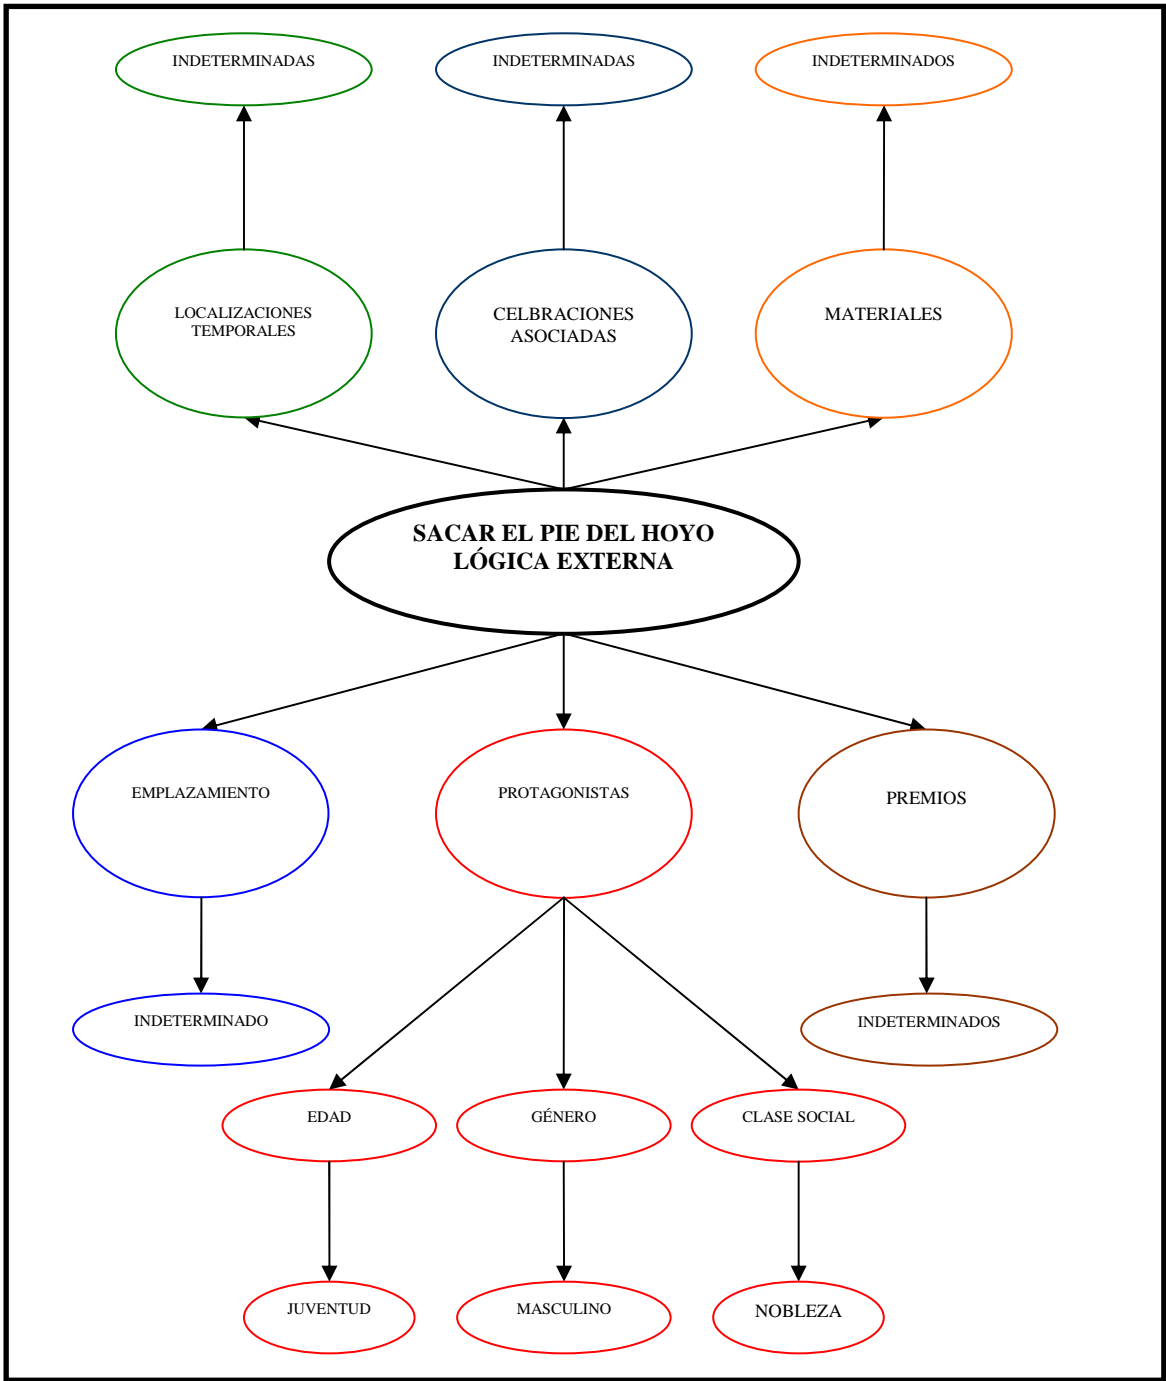 INDETERMINADAS
INDETERMINADAS
INDETERMINADOS
LOCALIZACIONES
TEMPORALES
CELBRACIONES
ASOCIADAS
MATERIALES
SACAR EL PIE DEL HOYO
LÓGICA EXTERNA
EMPLAZAMIENTO
PROTAGONISTAS
PREMIOS
INDETERMINADO
INDETERMINADOS
EDAD
GÉNERO
CLASE SOCIAL
JUVENTUD
MASCULINO
NOBLEZA